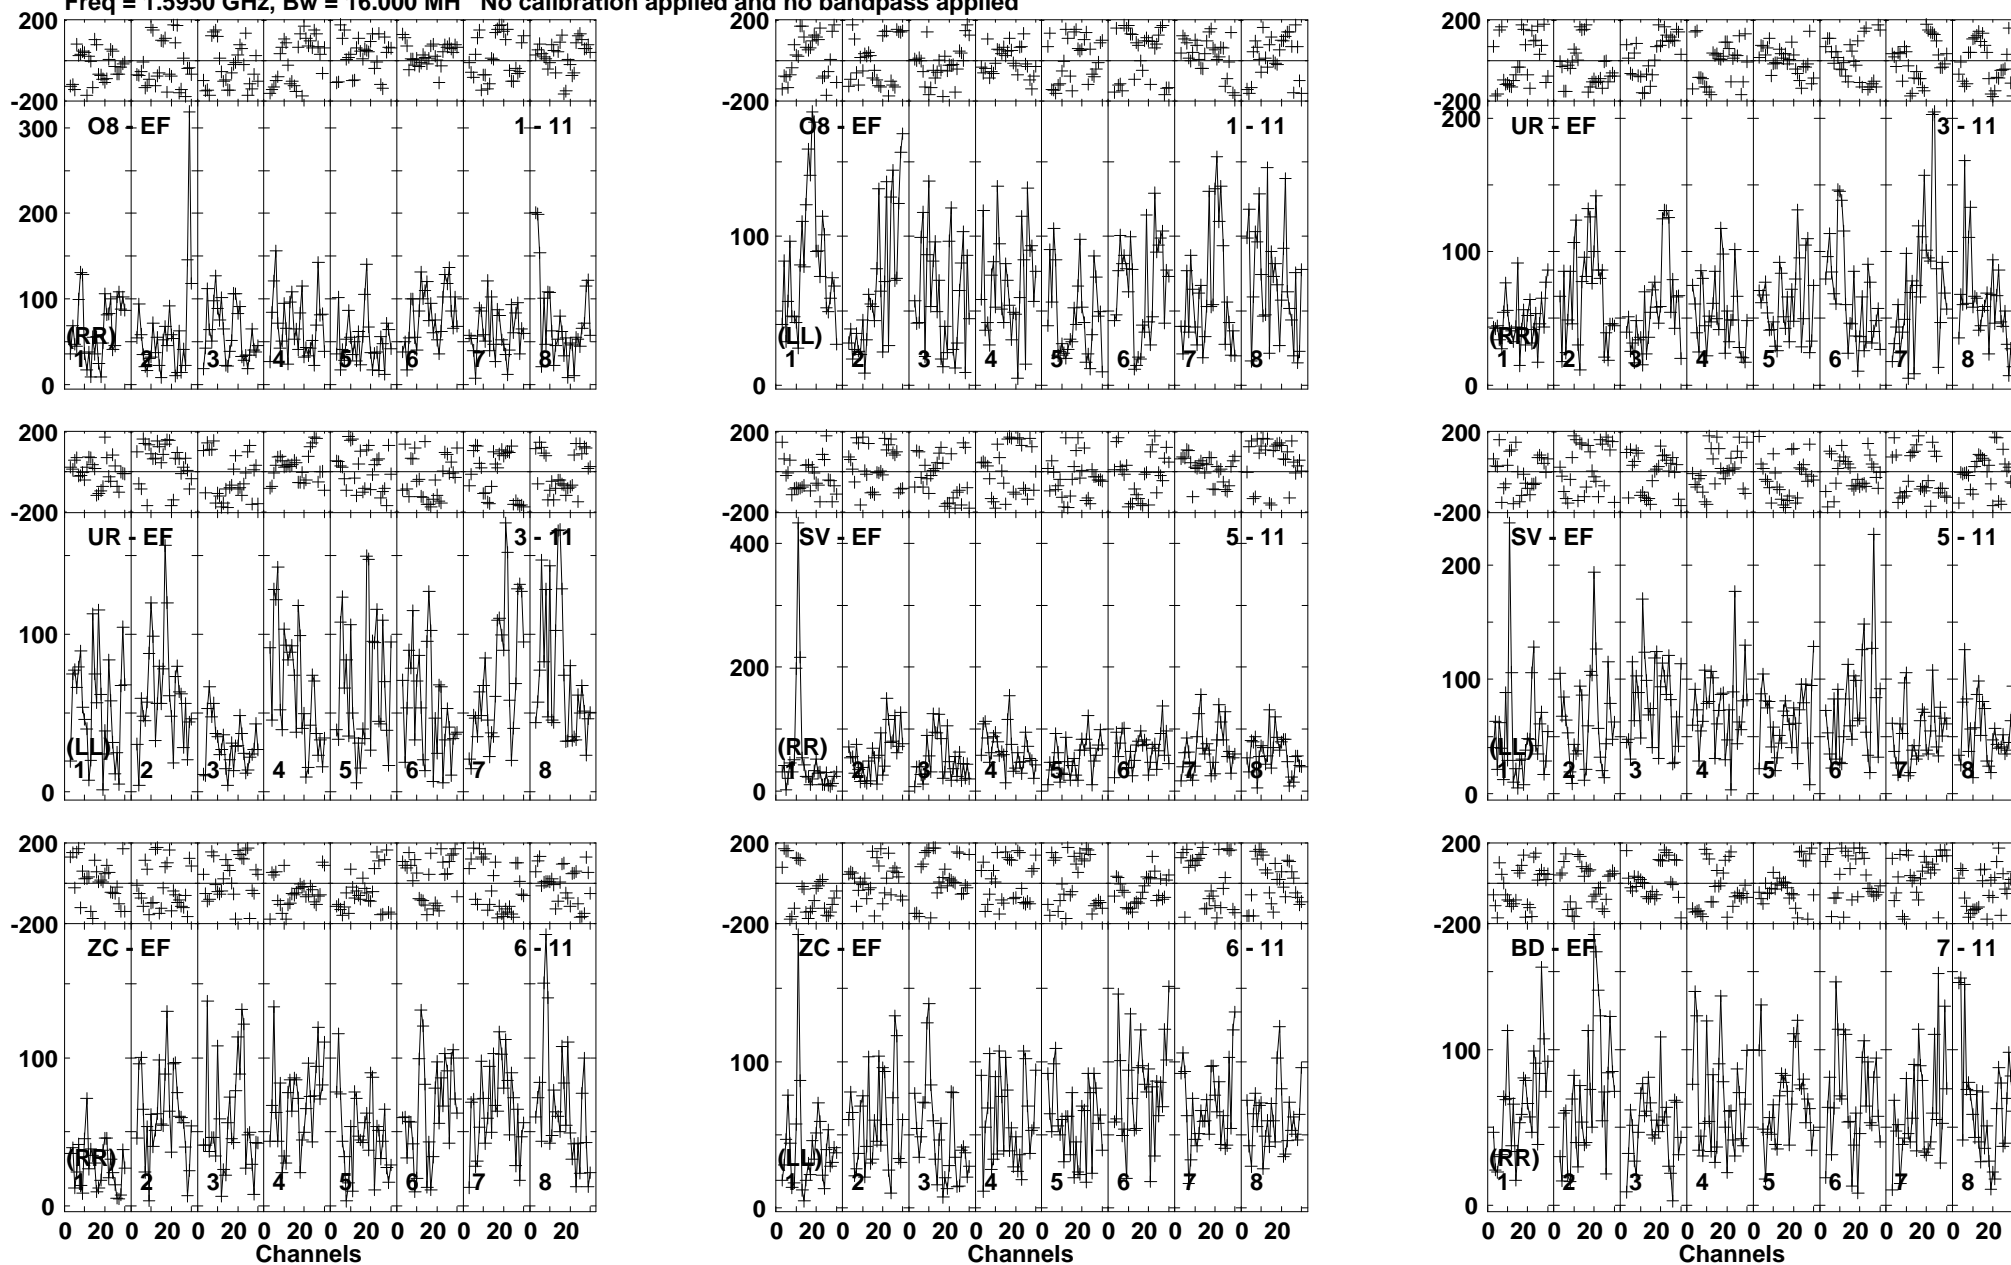 Freq = 1.5950 GHz, Bw = 16.000 MH No calibration applied and no bandpass applied
200
-200
O8 - EF 1 - 11
300
200
100
0
(RR)
1 2 3 4 5 6 7 8
200
-200
O8 - EF 1 - 11
100
0
(LL)
1 2 3 4 5 6 7 8
200
-200
UR - EF 3 - 11
200
100
0
(RR)
1 2 3 4 5 6 7 8
200
-200
UR - EF 3 - 11
100
0
(LL)
1 2 3 4 5 6 7 8
200
-200
SV - EF 5 - 11
400
200
0
(RR)
1 2 3 4 5 6 7 8
200
-200
SV - EF 5 - 11
200
100
0
(LL)
1 2 3 4 5 6 7 8
200
-200
ZC - EF 6 - 11
100
0
(RR)
1 2 3 4 5 6 7 8
0 20 0 20 0 20 0 20 0 20 0 20 0 20 0 20
Channels
200
-200
ZC - EF 6 - 11
100
0
(LL)
1 2 3 4 5 6 7 8
0 20 0 20 0 20 0 20 0 20 0 20 0 20 0 20
Channels
200
-200
BD - EF 7 - 11
100
0
(RR)
1 2 3 4 5 6 7 8
0 20 0 20 0 20 0 20 0 20 0 20 0 20 0 20
Channels